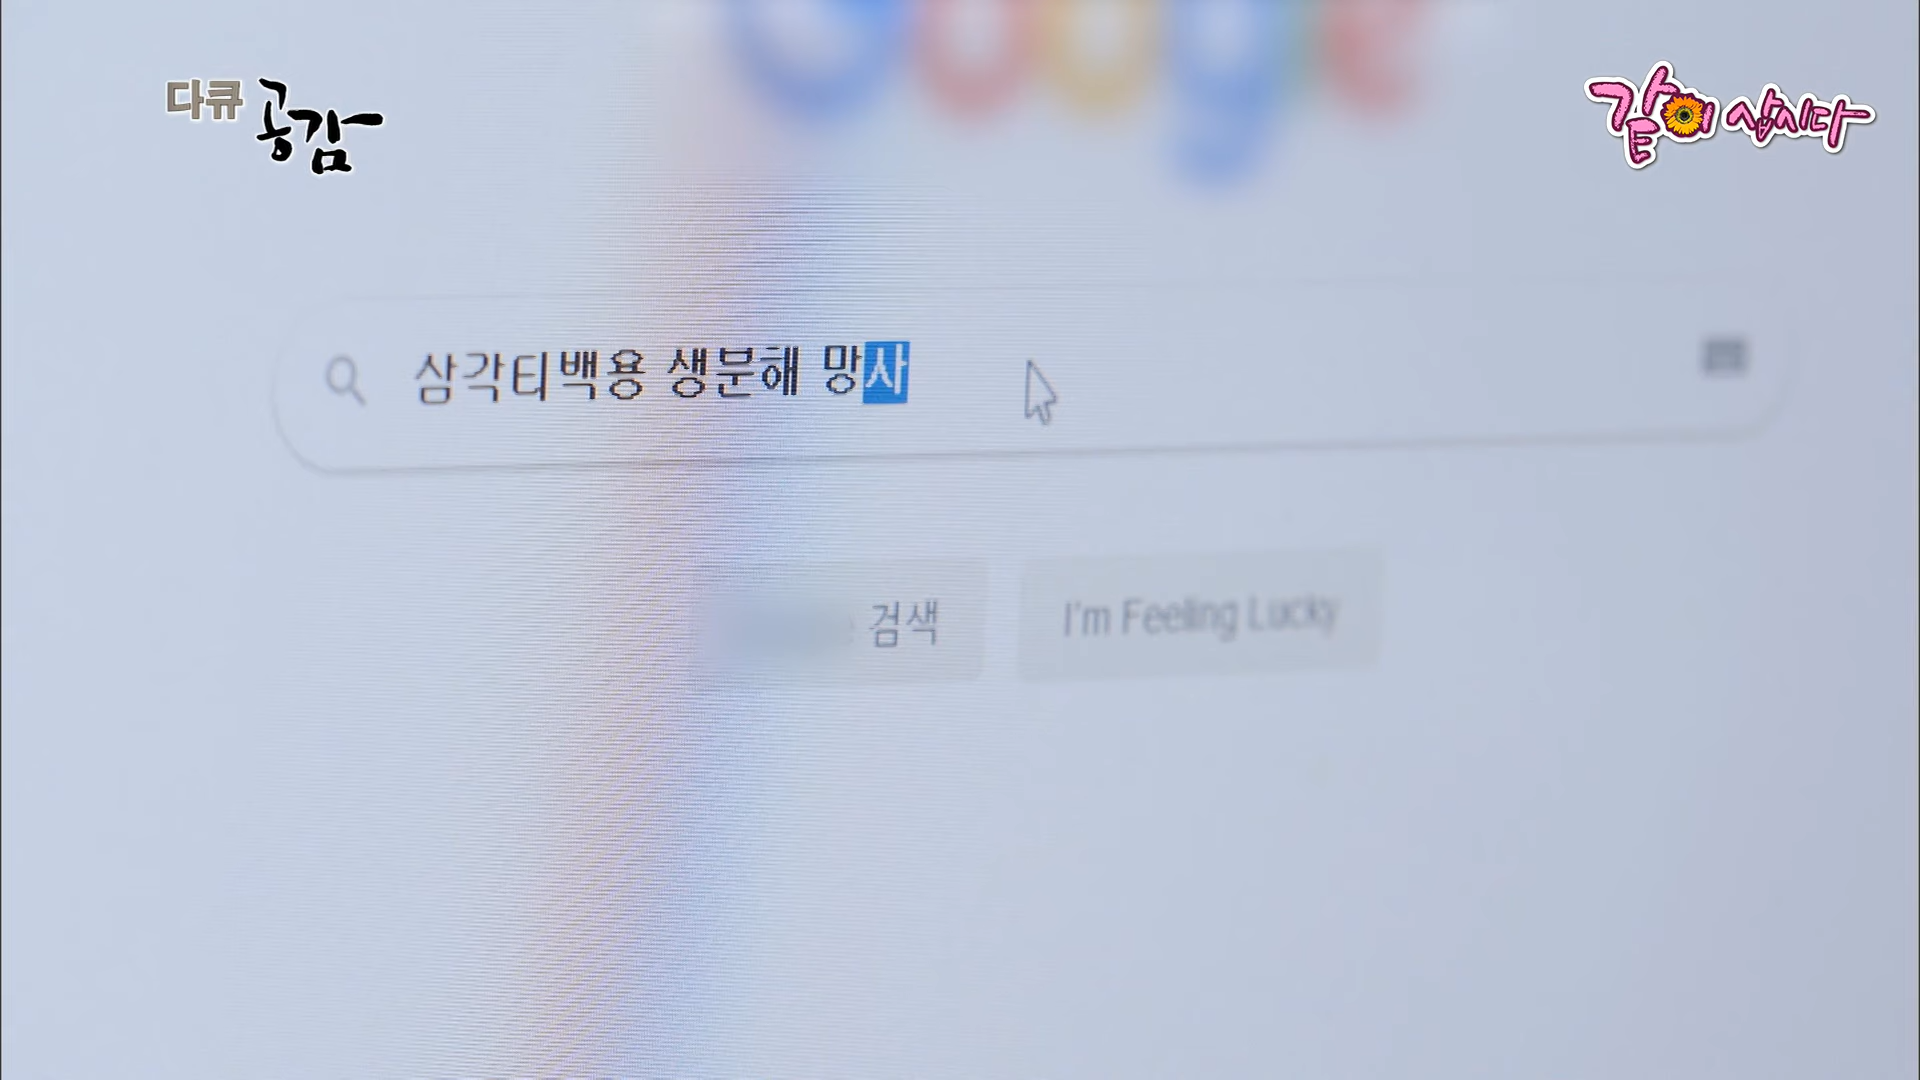 다큐 공감
같이 삽시다
Google
삼각티백용 생분해 망사
검색
I'm Feeling Lucky